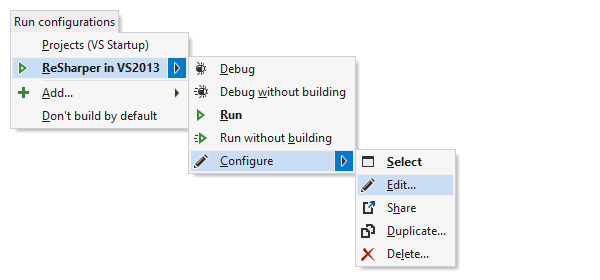 Run configurations
Projects (VS Startup)
ReSharper in VS2013
Add...
Don't build by default
Debug
Debug without building
Run
Run without building
Configure
Select
Edit...
Share
Duplicate...
Delete...